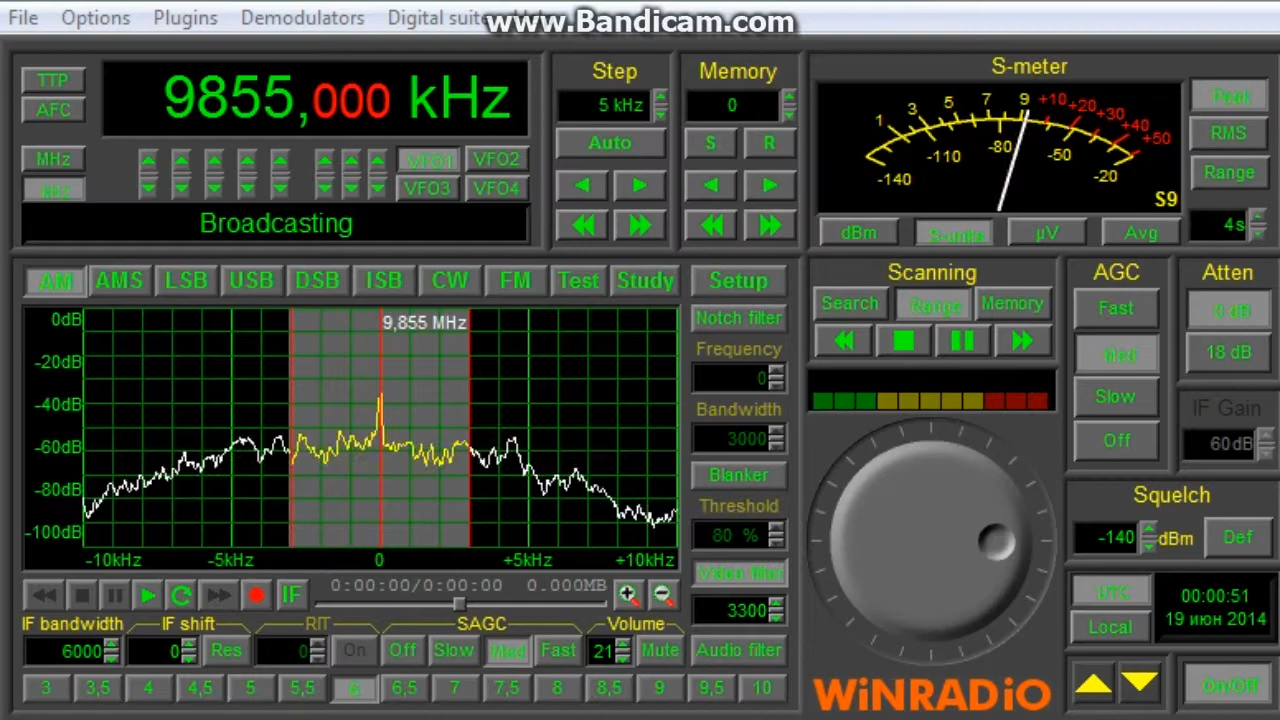 File Options Plugins Demodulators Digital suite Help
www.Bandicam.com
TTP
AFC
9855,000 kHz
MHz
kHz
VFO1 VFO2
VFO3 VFO4
Broadcasting
Step
5 kHz
Auto
Memory
0
S R
S-meter
1 3 5 7 9 +10 +20 +30 +40 +50
-140 -110 -80 -50 -20
S9
dBm S-units µV Avg
Peak
RMS
Range
4s
AM AMS LSB USB DSB ISB CW FM Test Study
0dB
-20dB
-40dB
-60dB
-80dB
-100dB
9,855 MHz
-10kHz -5kHz 0 +5kHz +10kHz
Setup
Notch filter
Frequency
0
Bandwidth
3000
Blanker
Threshold
80 %
Video filter
3300
Audio filter
Scanning
Search Range Memory
AGC
Fast
Med
Slow
Off
Atten
0 dB
18 dB
IF Gain
60dB
Squelch
-140 dBm Def
UTC
Local
00:00:51
19 июн 2014
IF 0:00:00/0:00:00 0.000MB
IF bandwidth IF shift RIT SAGC Volume
6000 0 Res 0 On Off Slow Med Fast 21 Mute
3 3,5 4 4,5 5 5,5 6 6,5 7 7,5 8 8,5 9 9,5 10
WiNRADiO
On/Off